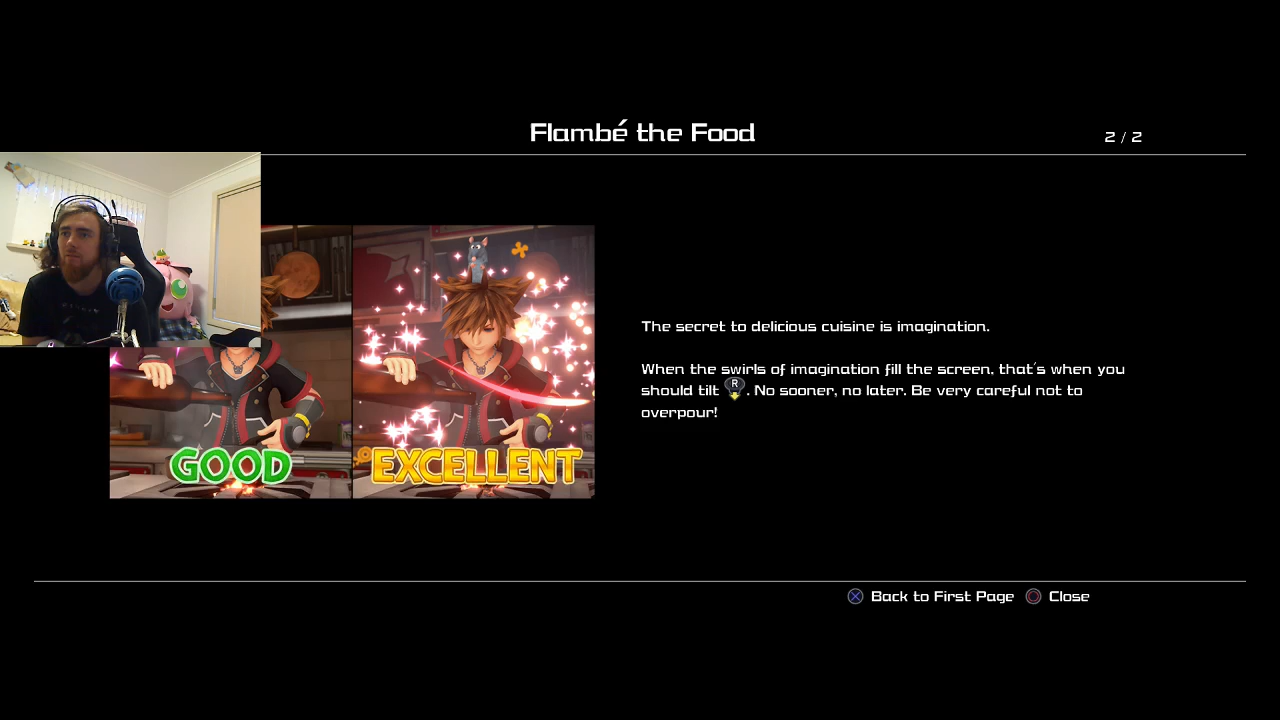 Flambé the Food
2 / 2
The secret to delicious cuisine is imagination.
When the swirls of imagination fill the screen, that's when you
should tilt R. No sooner, no later. Be very careful not to
overpour!
GOOD
EXCELLENT
Back to First Page
Close